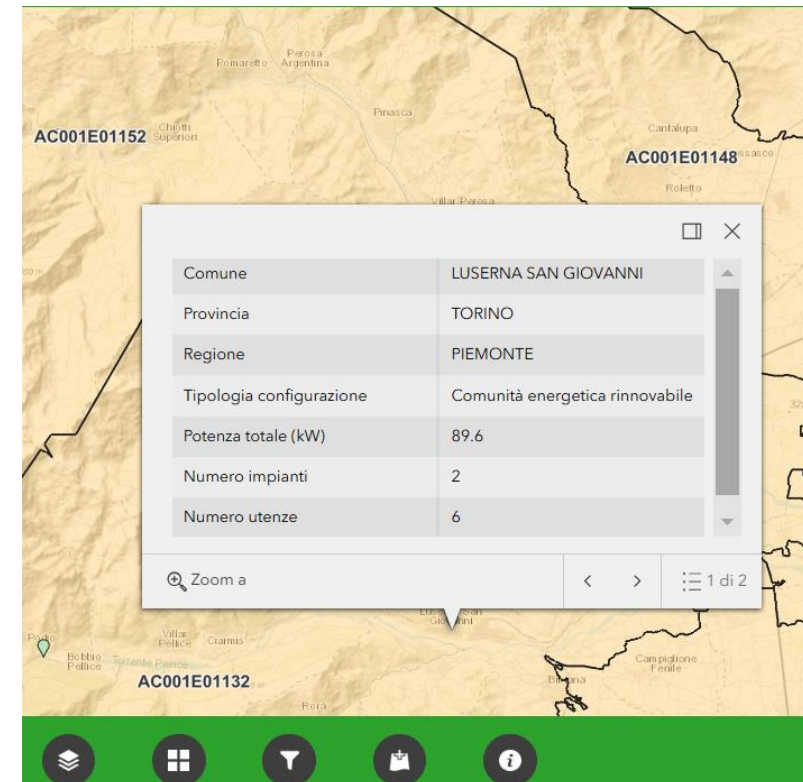 Perosa
Pomaretto Argentina
Pinasca
AC001E01152 Chiotti
Superiori
Cantalupa
AC001E01148
Roletto
Villar Perosa
Comune LUSERNA SAN GIOVANNI
Provincia TORINO
Regione PIEMONTE
Tipologia configurazione Comunità energetica rinnovabile
Potenza totale (kW) 89.6
Numero impianti 2
Numero utenze 6
Zoom a 1 di 2
Villar
Pellice Ciarmis
Bobbio
Pellice Torrente Pellice
Campiglione
Fenile
AC001E01132
Rorà